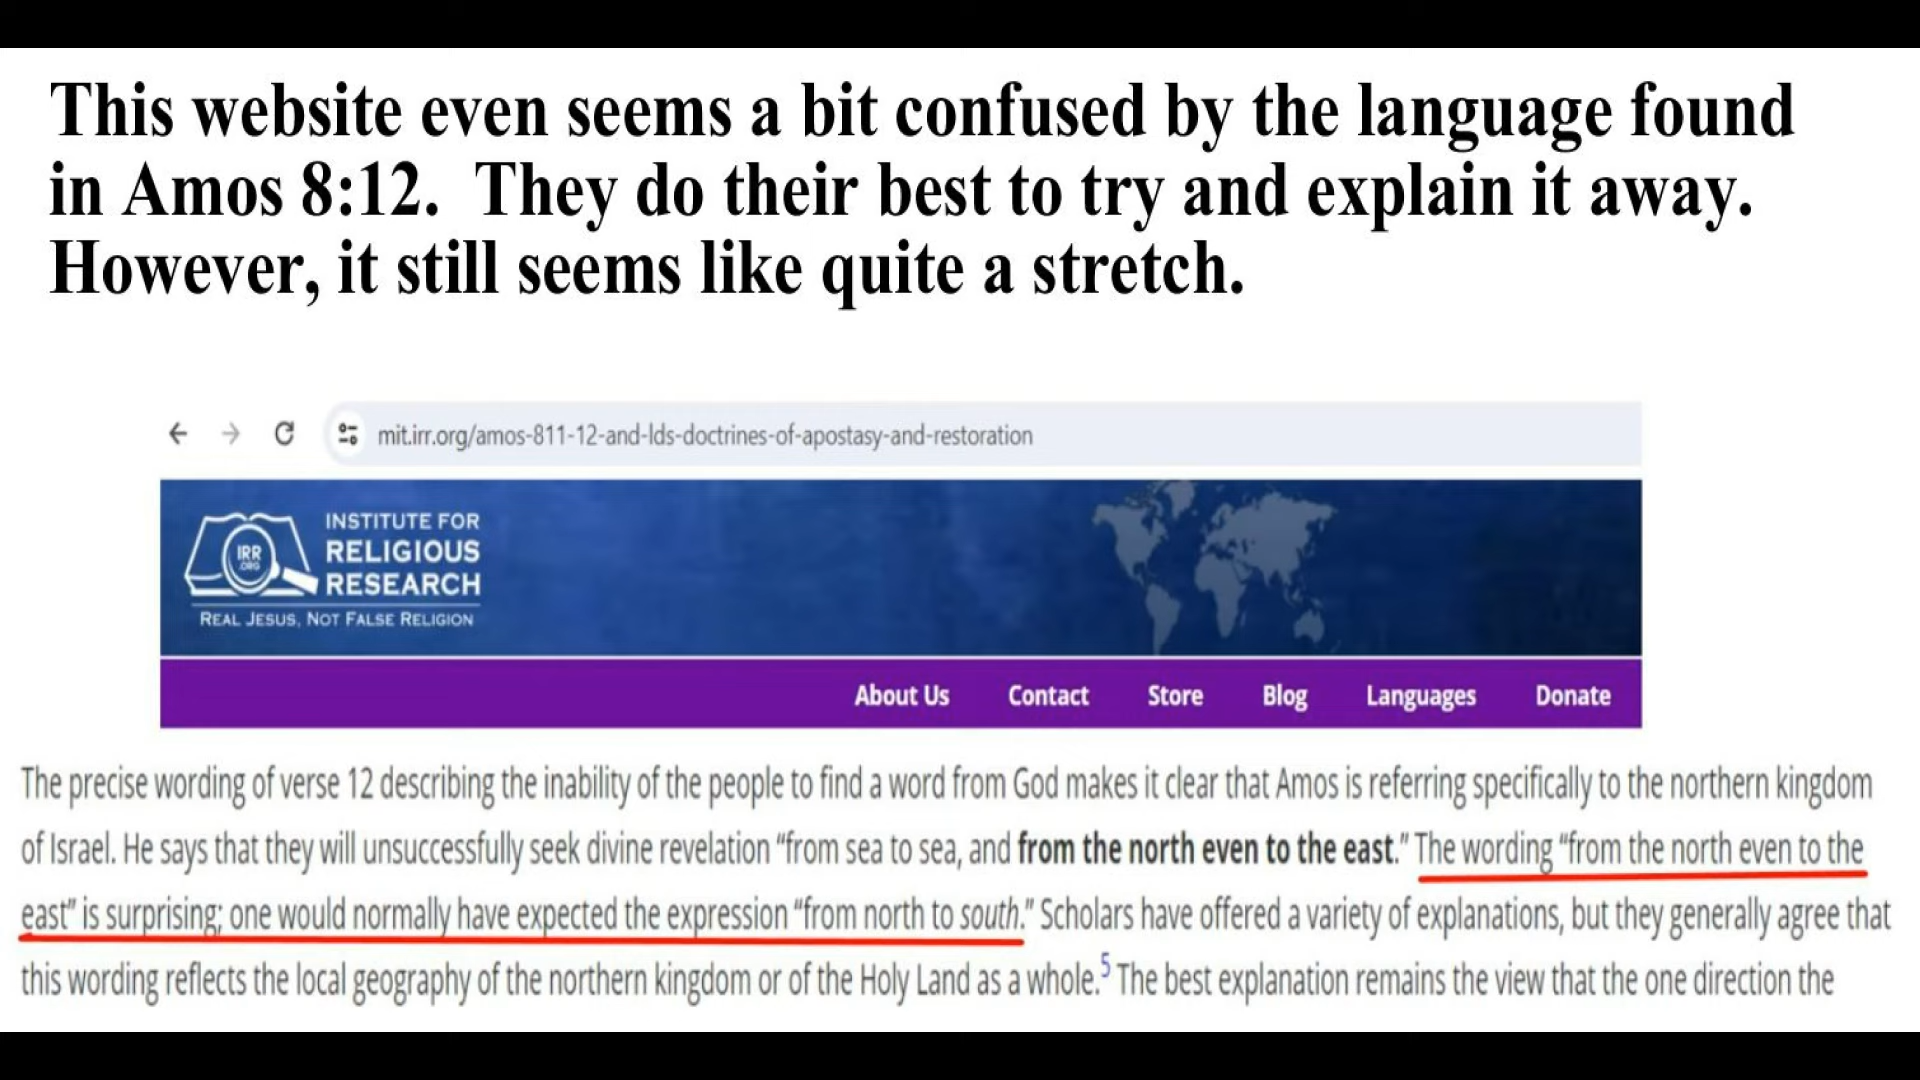 This website even seems a bit confused by the language found
in Amos 8:12.  They do their best to try and explain it away.
However, it still seems like quite a stretch.
mit.irr.org/amos-811-12-and-lds-doctrines-of-apostasy-and-restoration
IRR
.ORG
INSTITUTE FOR
RELIGIOUS
RESEARCH
REAL JESUS, NOT FALSE RELIGION
About Us Contact Store Blog Languages Donate
The precise wording of verse 12 describing the inability of the people to find a word from God makes it clear that Amos is referring specifically to the northern kingdom
of Israel. He says that they will unsuccessfully seek divine revelation “from sea to sea, and from the north even to the east.” The wording “from the north even to the
east” is surprising; one would normally have expected the expression “from north to south.” Scholars have offered a variety of explanations, but they generally agree that
this wording reflects the local geography of the northern kingdom or of the Holy Land as a whole.5 The best explanation remains the view that the one direction the